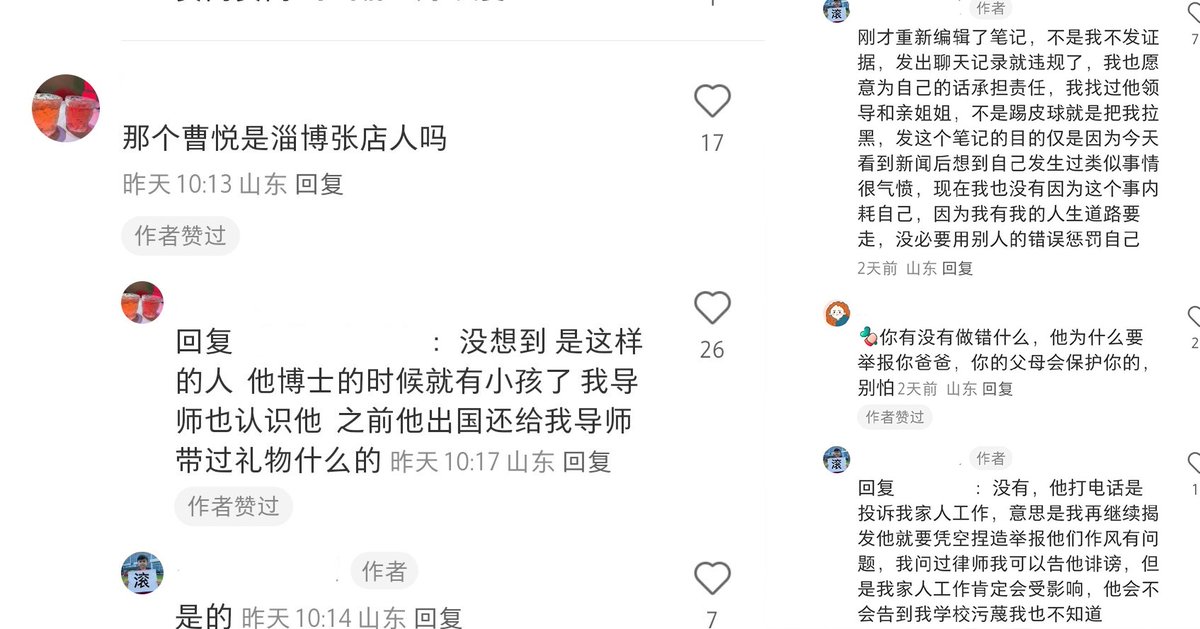 那个曹悦是淄博张店人吗
17
昨天 10:13 山东 回复
作者赞过
回复 ：没想到 是这样
26
的人 他博士的时候就有小孩了 我导
师也认识他 之前他出国还给我导师
带过礼物什么的 昨天 10:17 山东 回复
作者赞过
滚
作者
是的 昨天 10:14 山东 回复
7
滚
作者
刚才重新编辑了笔记，不是我不发证
据，发出聊天记录就违规了，我也愿
意为自己的话承担责任，我找过他领
导和亲姐姐，不是踢皮球就是把我拉
黑，发这个笔记的目的仅是因为今天
看到新闻后想到自己发生过类似事情
很气愤，现在我也没有因为这个事内
耗自己，因为我有我的人生道路要
走，没必要用别人的错误惩罚自己
2天前 山东 回复
你有没有做错什么，他为什么要
举报你爸爸，你的父母会保护你的，
别怕 2天前 山东 回复
作者赞过
滚
作者
回复 ：没有，他打电话是
投诉我家人工作，意思是我再继续揭
发他就要凭空捏造举报他们作风有问
题，我问过律师我可以告他诽谤，但
是我家人工作肯定会受影响，他会不
会告到我学校污蔑我也不知道